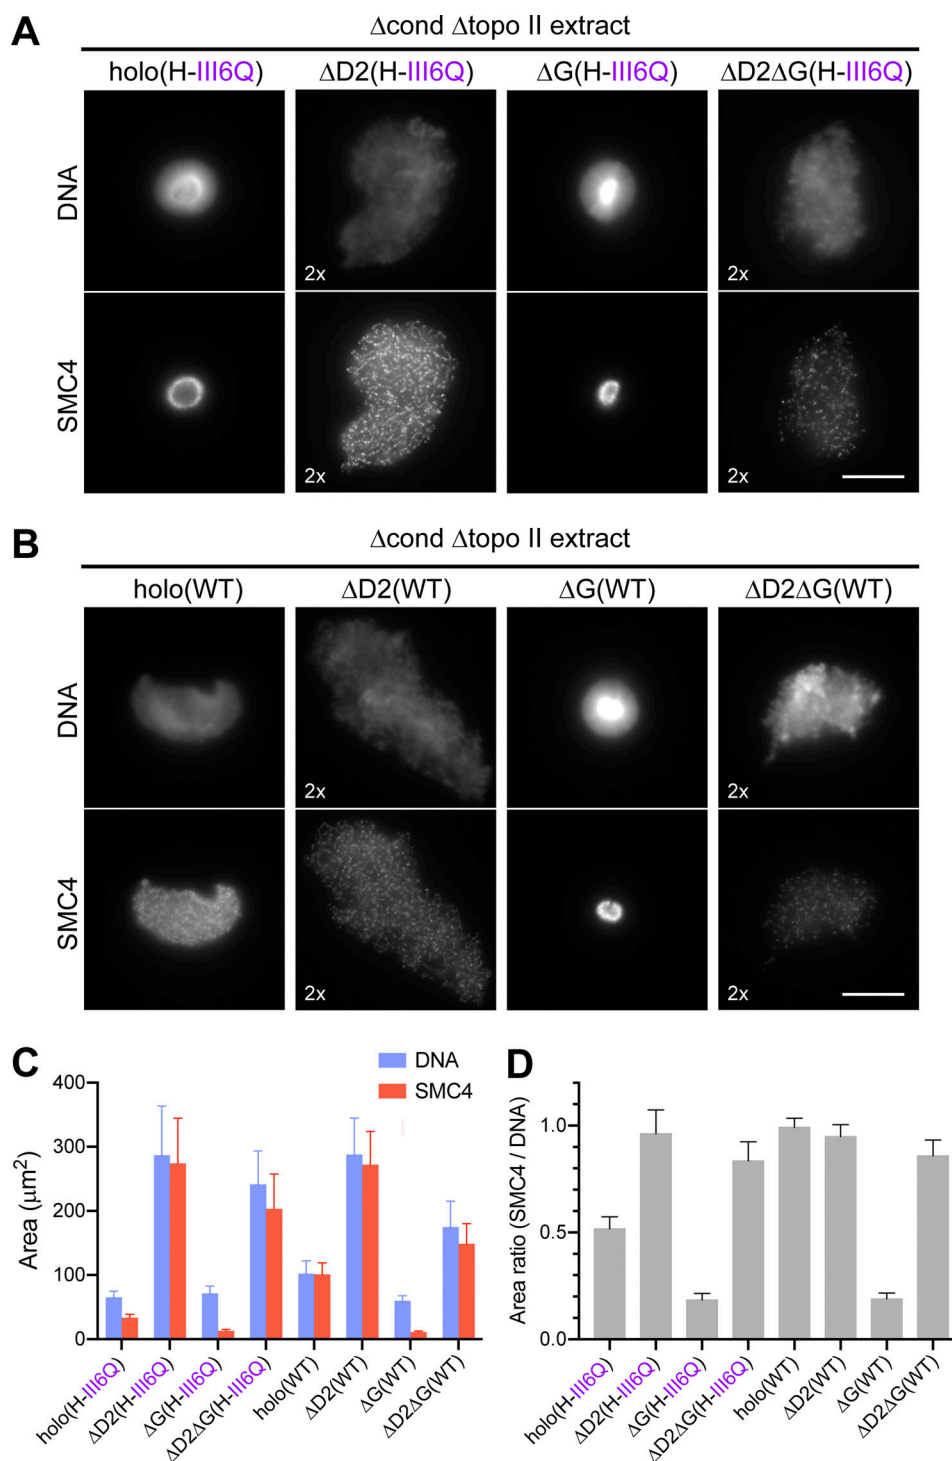 A
Δcond Δtopo II extract
holo(H-III6Q) ΔD2(H-III6Q) ΔG(H-III6Q) ΔD2ΔG(H-III6Q)
DNA
2x
2x
SMC4
2x
2x
B
Δcond Δtopo II extract
holo(WT) ΔD2(WT) ΔG(WT) ΔD2ΔG(WT)
DNA
2x
2x
SMC4
2x
2x
C
DNA
SMC4
Area (μm²)
400
300
200
100
0
holo(H-III6Q)
ΔD2(H-III6Q)
ΔG(H-III6Q)
ΔD2ΔG(H-III6Q)
holo(WT)
ΔD2(WT)
ΔG(WT)
ΔD2ΔG(WT)
D
Area ratio (SMC4 / DNA)
1.0
0.5
0.0
holo(H-III6Q)
ΔD2(H-III6Q)
ΔG(H-III6Q)
ΔD2ΔG(H-III6Q)
holo(WT)
ΔD2(WT)
ΔG(WT)
ΔD2ΔG(WT)